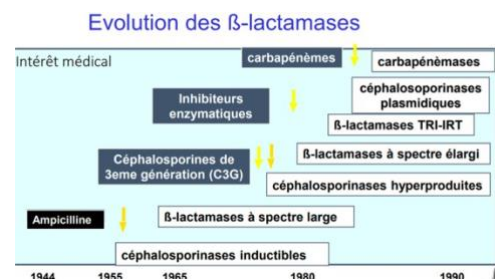 Evolution des ß-lactamases
Intérêt médical
carbapénèmes
carbapénèmases
céphalosoporinases
plasmidiques
Inhibiteurs
enzymatiques
ß-lactamases TRI-IRT
Céphalosporines de
3eme génération (C3G)
ß-lactamases à spectre élargi
céphalosporinases hyperproduites
Ampicilline
ß-lactamases à spectre large
céphalosporinases inductibles
1944 1955 1965 1980 1990